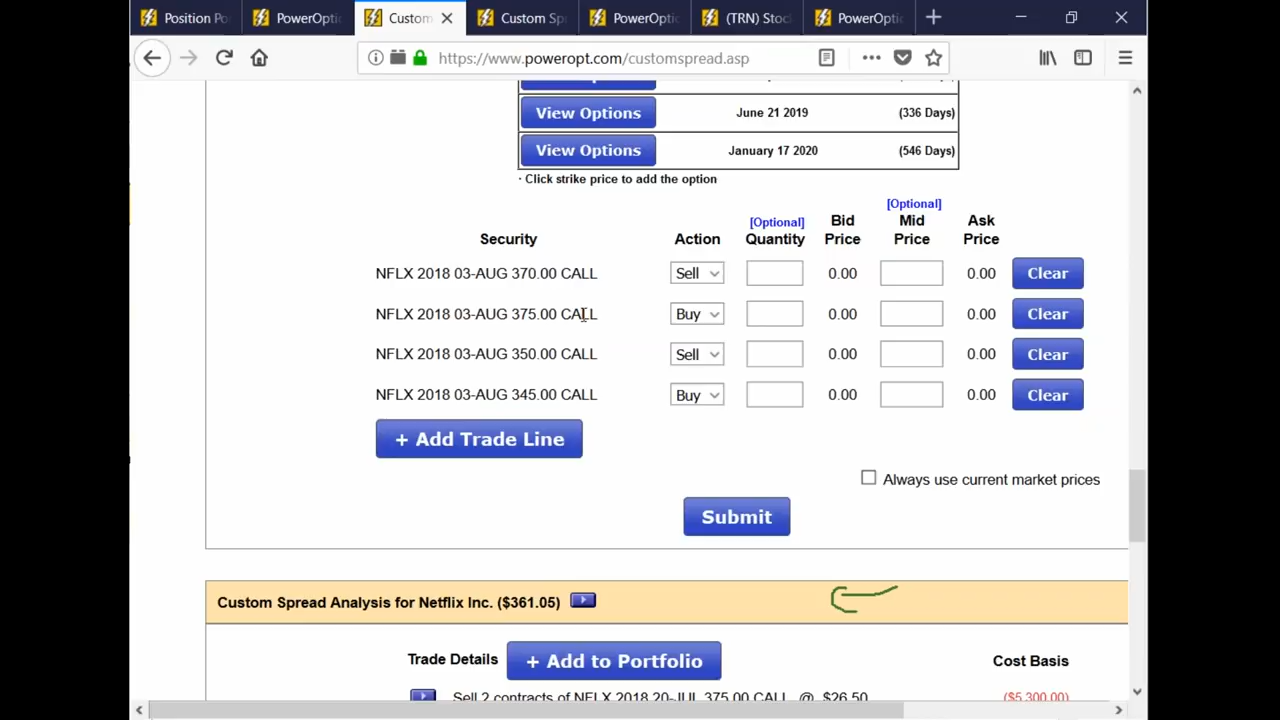 Position Po
PowerOptio
Custom
Custom Spr
PowerOptio
(TRN) Stoc
PowerOptio
https://www.poweropt.com/customspread.asp
View Options June 21 2019 (336 Days)
View Options January 17 2020 (546 Days)
· Click strike price to add the option
Security Action [Optional] Quantity Bid Price [Optional] Mid Price Ask Price
NFLX 2018 03-AUG 370.00 CALL Sell 0.00 0.00 Clear
NFLX 2018 03-AUG 375.00 CALL Buy 0.00 0.00 Clear
NFLX 2018 03-AUG 350.00 CALL Sell 0.00 0.00 Clear
NFLX 2018 03-AUG 345.00 CALL Buy 0.00 0.00 Clear
+ Add Trade Line
Always use current market prices
Submit
Custom Spread Analysis for Netflix Inc. ($361.05)
Trade Details + Add to Portfolio Cost Basis
Sell 2 contracts of NFLX 2018 20-JUL 375.00 CALL @ $26.50 ($5,300.00)